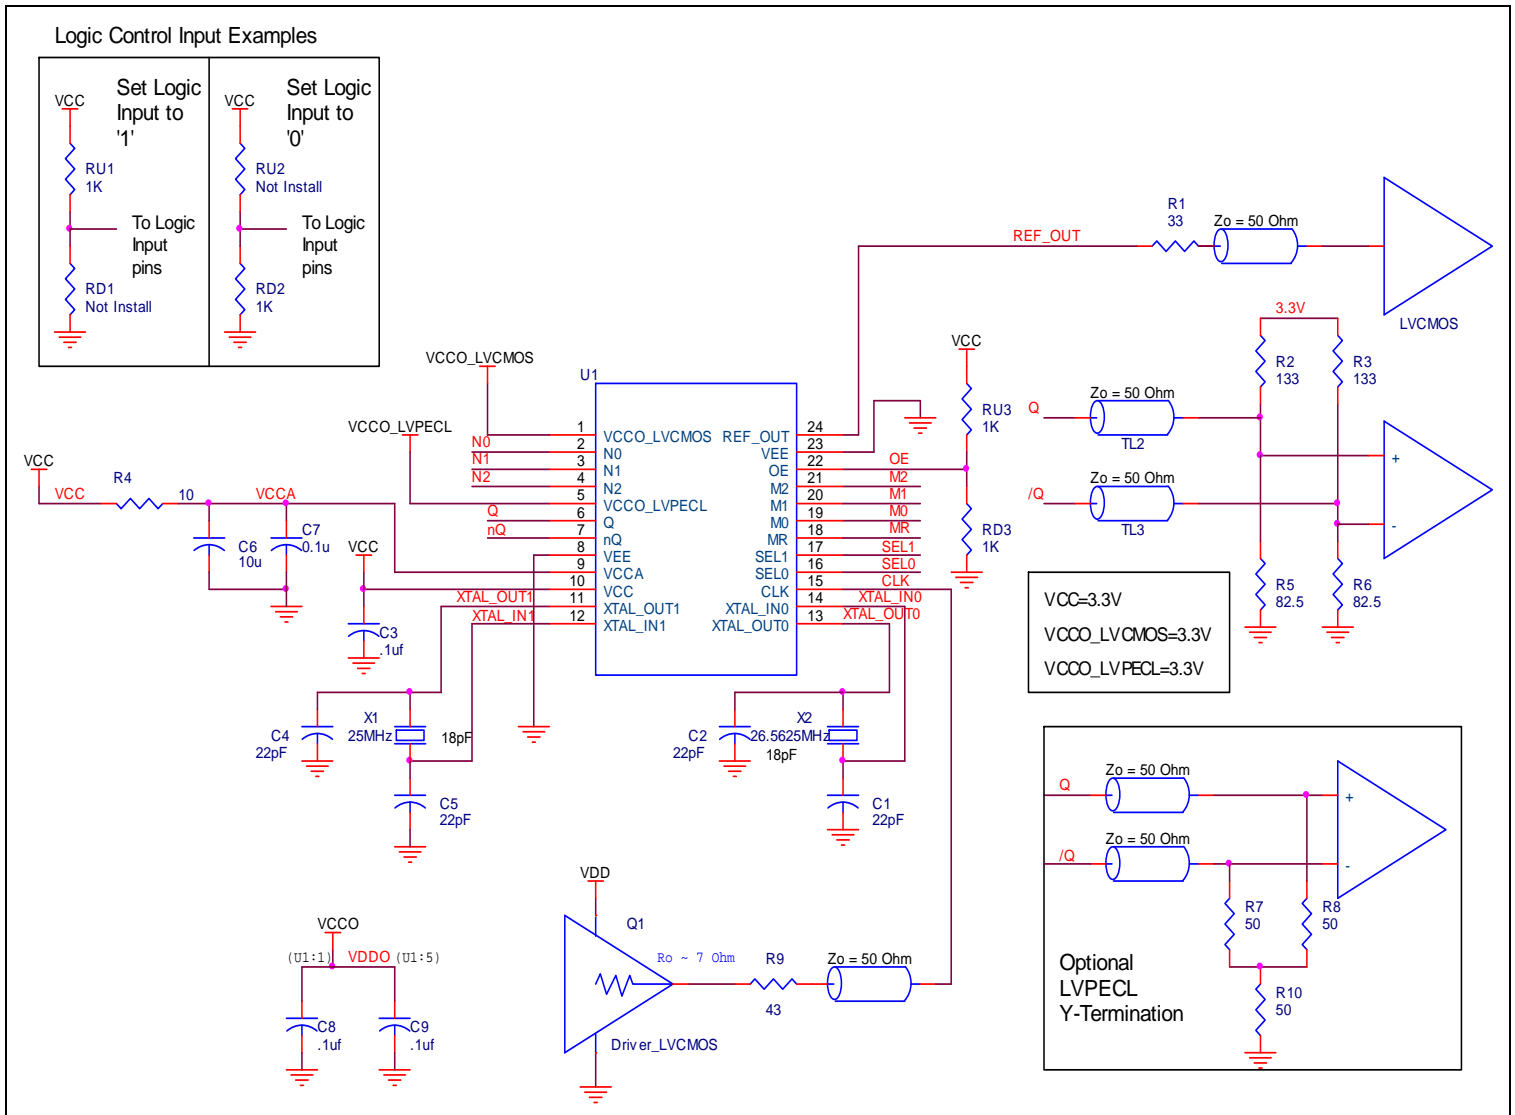 Logic Control Input Examples
VCC
Set Logic
Input to
'1'
RU1
1K
To Logic
Input
pins
RD1
Not Install
VCC
Set Logic
Input to
'0'
RU2
Not Install
To Logic
Input
pins
RD2
1K
REF_OUT
R1
33
Zo = 50 Ohm
LVCMOS
VCCO_LVCMOS
VCCO_LVPECL
U1
1 VCCO_LVCMOS
N0 2 N0
N1 3 N1
N2 4 N2
5 VCCO_LVPECL
Q 6 Q
nQ 7 nQ
8 VEE
9 VCCA
10 VCC
XTAL_OUT1 11 XTAL_OUT1
XTAL_IN1 12 XTAL_IN1
REF_OUT 24
VEE 23
OE 22 OE
M2 21 M2
M1 20 M1
M0 19 M0
MR 18 MR
SEL1 17 SEL1
SEL0 16 SEL0
CLK 15 CLK
XTAL_IN0 14 XTAL_IN0
XTAL_OUT0 13 XTAL_OUT0
VCC
VCC
R4
10
VCCA
C6
10u
C7
0.1u
VCC
C3
.1uf
VCC
RU3
1K
RD3
1K
3.3V
R2
133
R3
133
Q
Zo = 50 Ohm
TL2
/Q
Zo = 50 Ohm
TL3
+
-
R5
82.5
R6
82.5
VCC=3.3V
VCCO_LVCMOS=3.3V
VCCO_LVPECL=3.3V
C4
22pF
X1
25MHz
18pF
C5
22pF
C2
22pF
X2
26.5625MHz
18pF
C1
22pF
Q
Zo = 50 Ohm
/Q
Zo = 50 Ohm
+
-
R7
50
R8
50
R10
50
Optional
LVPECL
Y-Termination
VCCO
(U1:1) VDDO (U1:5)
C8
.1uf
C9
.1uf
VDD
Q1
Ro ~ 7 Ohm
Driver_LVCMOS
R9
43
Zo = 50 Ohm